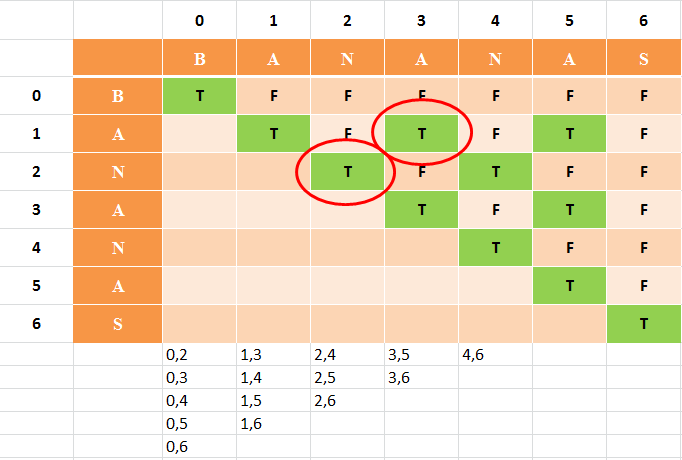 0 1 2 3 4 5 6
B A N A N A S
0 B T F F F F F F
1 A T F T F T F
2 N T F T F F
3 A T F T F
4 N T F F
5 A T F
6 S T
0,2 1,3 2,4 3,5 4,6
0,3 1,4 2,5 3,6
0,4 1,5 2,6
0,5 1,6
0,6